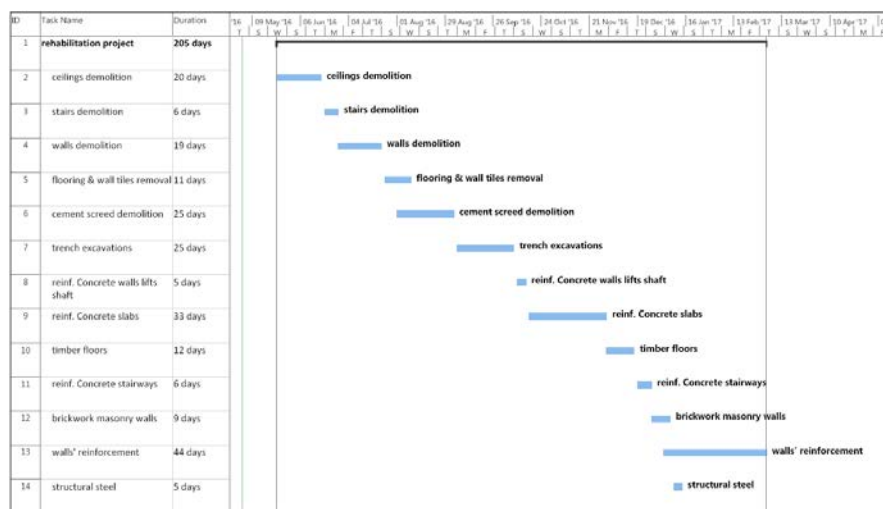 ID Task Name Duration '16 09 May '16 06 Jun '16 04 Jul '16 01 Aug '16 29 Aug '16 26 Sep '16 24 Oct '16 21 Nov '16 19 Dec '16 16 Jan '17 13 Feb '17 13 Mar '17 10 Apr '17
T S W S T M F T S W S T M F T S W S T M F T S W S T M F T
1 rehabilitation project 205 days
2 ceilings demolition 20 days ceilings demolition
3 stairs demolition 6 days stairs demolition
4 walls demolition 19 days walls demolition
5 flooring & wall tiles removal 11 days flooring & wall tiles removal
6 cement screed demolition 25 days cement screed demolition
7 trench excavations 25 days trench excavations
8 reinf. Concrete walls lifts 5 days reinf. Concrete walls lifts shaft
shaft
9 reinf. Concrete slabs 33 days reinf. Concrete slabs
10 timber floors 12 days timber floors
11 reinf. Concrete stairways 6 days reinf. Concrete stairways
12 brickwork masonry walls 9 days brickwork masonry walls
13 walls' reinforcement 44 days walls' reinforcement
14 structural steel 5 days structural steel